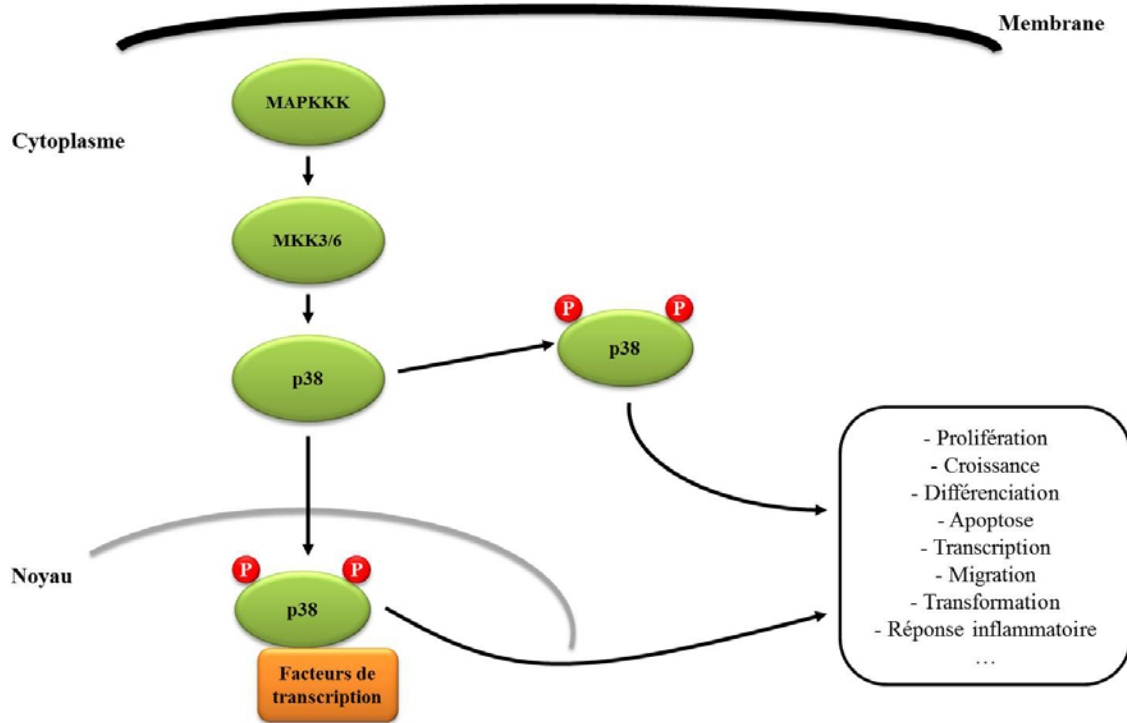 Membrane
MAPKKK
Cytoplasme
MKK3/6
P P
p38
p38
- Prolifération
- Croissance
- Différenciation
- Apoptose
- Transcription
- Migration
- Transformation
- Réponse inflammatoire
...
Noyau
P P
p38
Facteurs de
transcription